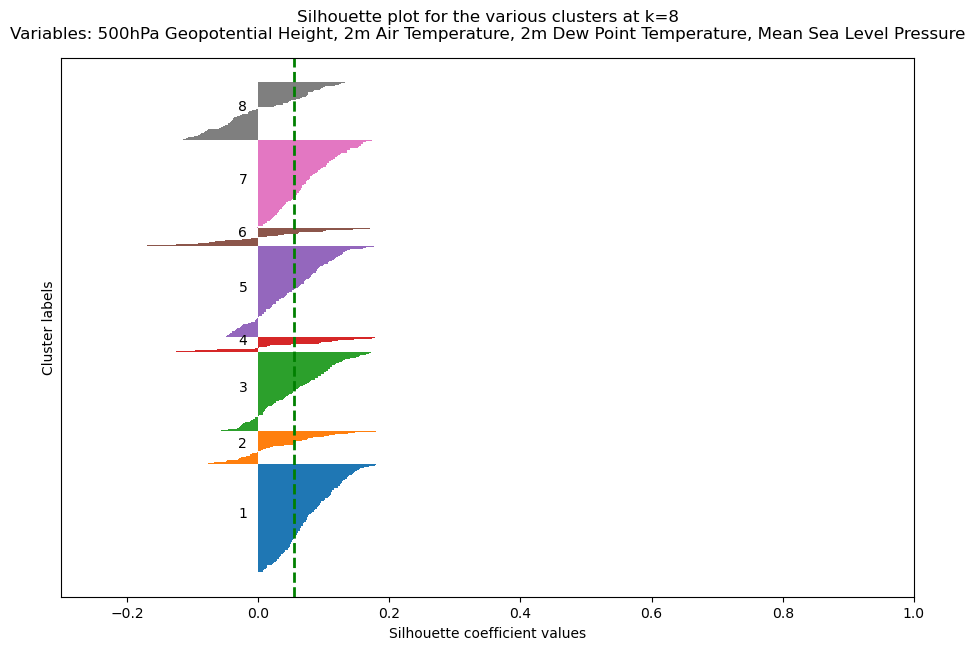 Silhouette plot for the various clusters at k=8
Variables: 500hPa Geopotential Height, 2m Air Temperature, 2m Dew Point Temperature, Mean Sea Level Pressure
8
7
6
5
4
3
2
1
Cluster labels
−0.2 0.0 0.2 0.4 0.6 0.8 1.0
Silhouette coefficient values